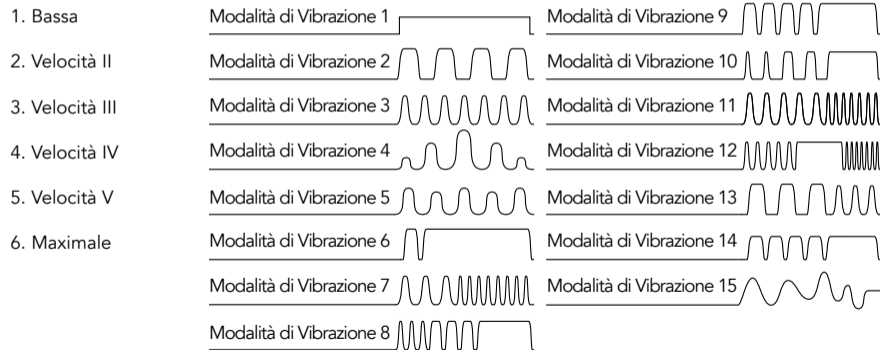 1. Bassa
2. Velocità II
3. Velocità III
4. Velocità IV
5. Velocità V
6. Maximale
Modalità di Vibrazione 1
Modalità di Vibrazione 2
Modalità di Vibrazione 3
Modalità di Vibrazione 4
Modalità di Vibrazione 5
Modalità di Vibrazione 6
Modalità di Vibrazione 7
Modalità di Vibrazione 8
Modalità di Vibrazione 9
Modalità di Vibrazione 10
Modalità di Vibrazione 11
Modalità di Vibrazione 12
Modalità di Vibrazione 13
Modalità di Vibrazione 14
Modalità di Vibrazione 15